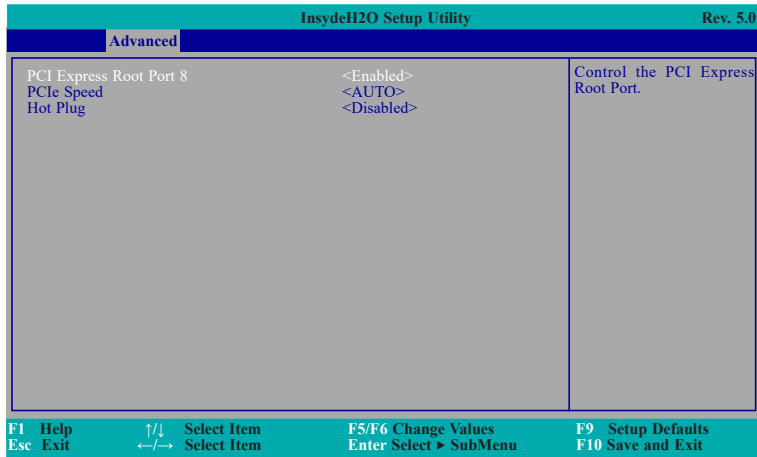 InsydeH2O Setup Utility Rev. 5.0
Advanced
PCI Express Root Port 8 <Enabled>
PCIe Speed <AUTO>
Hot Plug <Disabled>
Control the PCI Express
Root Port.
F1 Help ↑/↓ Select Item F5/F6 Change Values F9 Setup Defaults
Esc Exit ←/→ Select Item Enter Select ► SubMenu F10 Save and Exit